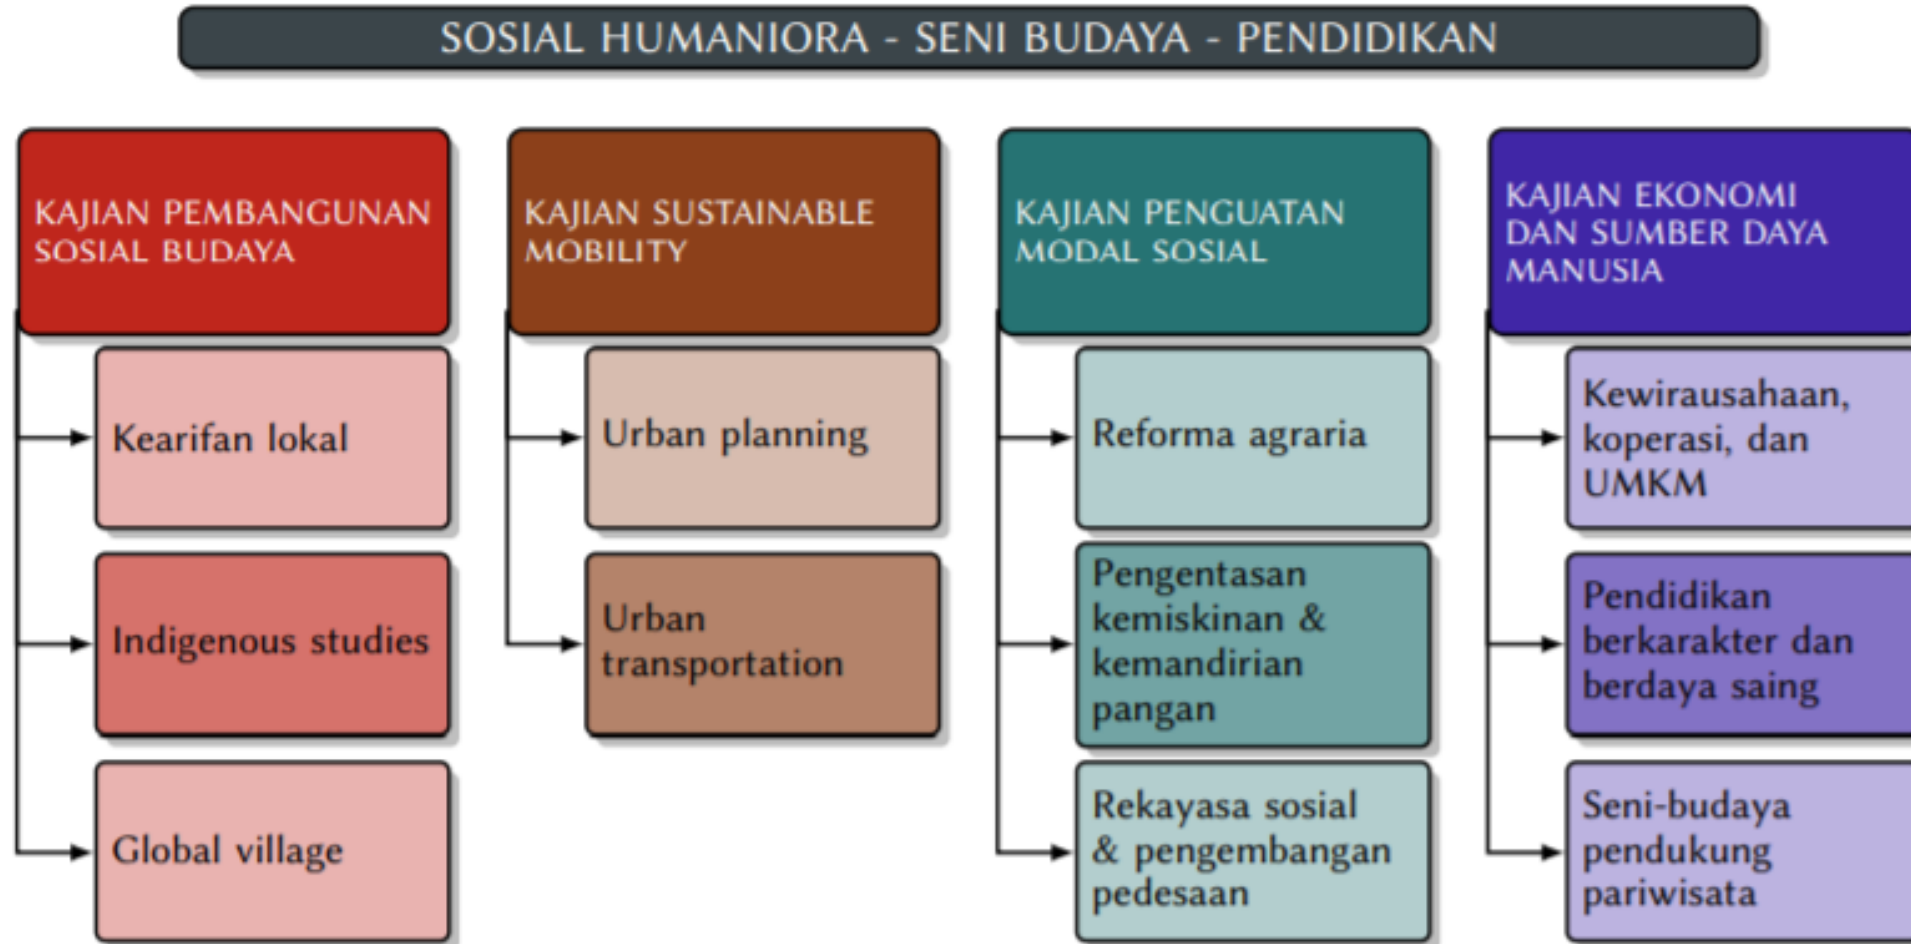 SOSIAL HUMANIORA - SENI BUDAYA - PENDIDIKAN
KAJIAN PEMBANGUNAN
SOSIAL BUDAYA
Kearifan lokal
Indigenous studies
Global village
KAJIAN SUSTAINABLE
MOBILITY
Urban planning
Urban
transportation
KAJIAN PENGUATAN
MODAL SOSIAL
Reforma agraria
Pengentasan
kemiskinan &
kemandirian
pangan
Rekayasa sosial
& pengembangan
pedesaan
KAJIAN EKONOMI
DAN SUMBER DAYA
MANUSIA
Kewirausahaan,
koperasi, dan
UMKM
Pendidikan
berkarakter dan
berdaya saing
Seni-budaya
pendukung
pariwisata